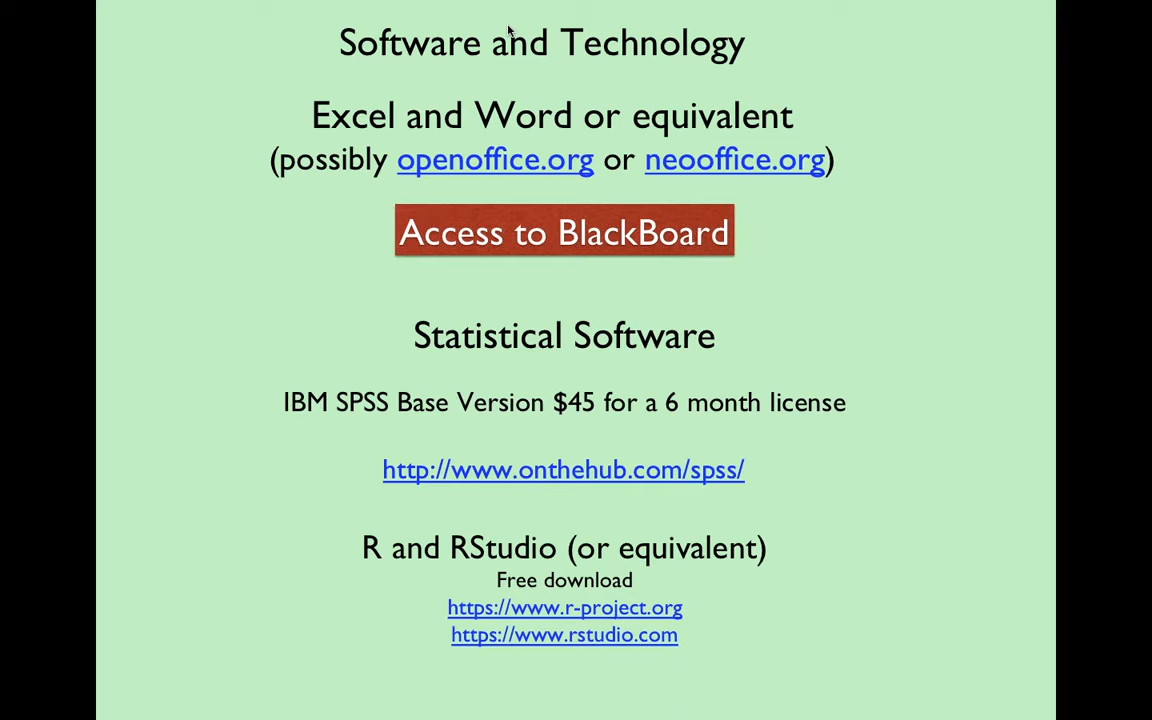 Software and Technology
Excel and Word or equivalent
(possibly openoffice.org or neooffice.org)
Access to BlackBoard
Statistical Software
IBM SPSS Base Version $45 for a 6 month license
http://www.onthehub.com/spss/
R and RStudio (or equivalent)
Free download
https://www.r-project.org
https://www.rstudio.com